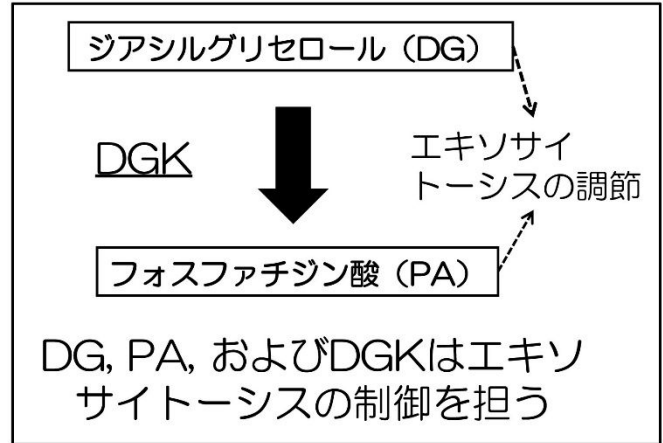 ジアシルグリセロール（DG）
DGK
エキソサイ
トーシスの調節
フォスファチジン酸（PA）
DG, PA, およびDGKはエキソ
サイトーシスの制御を担う